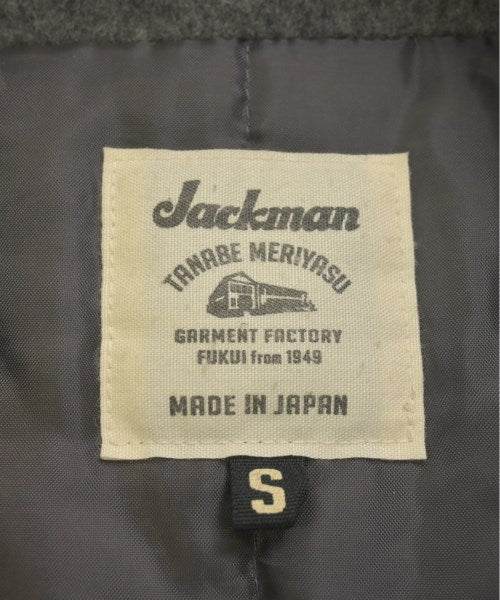 Jackman
TANABE MERIYASU
GARMENT FACTORY
FUKUI from 1949
MADE IN JAPAN
S